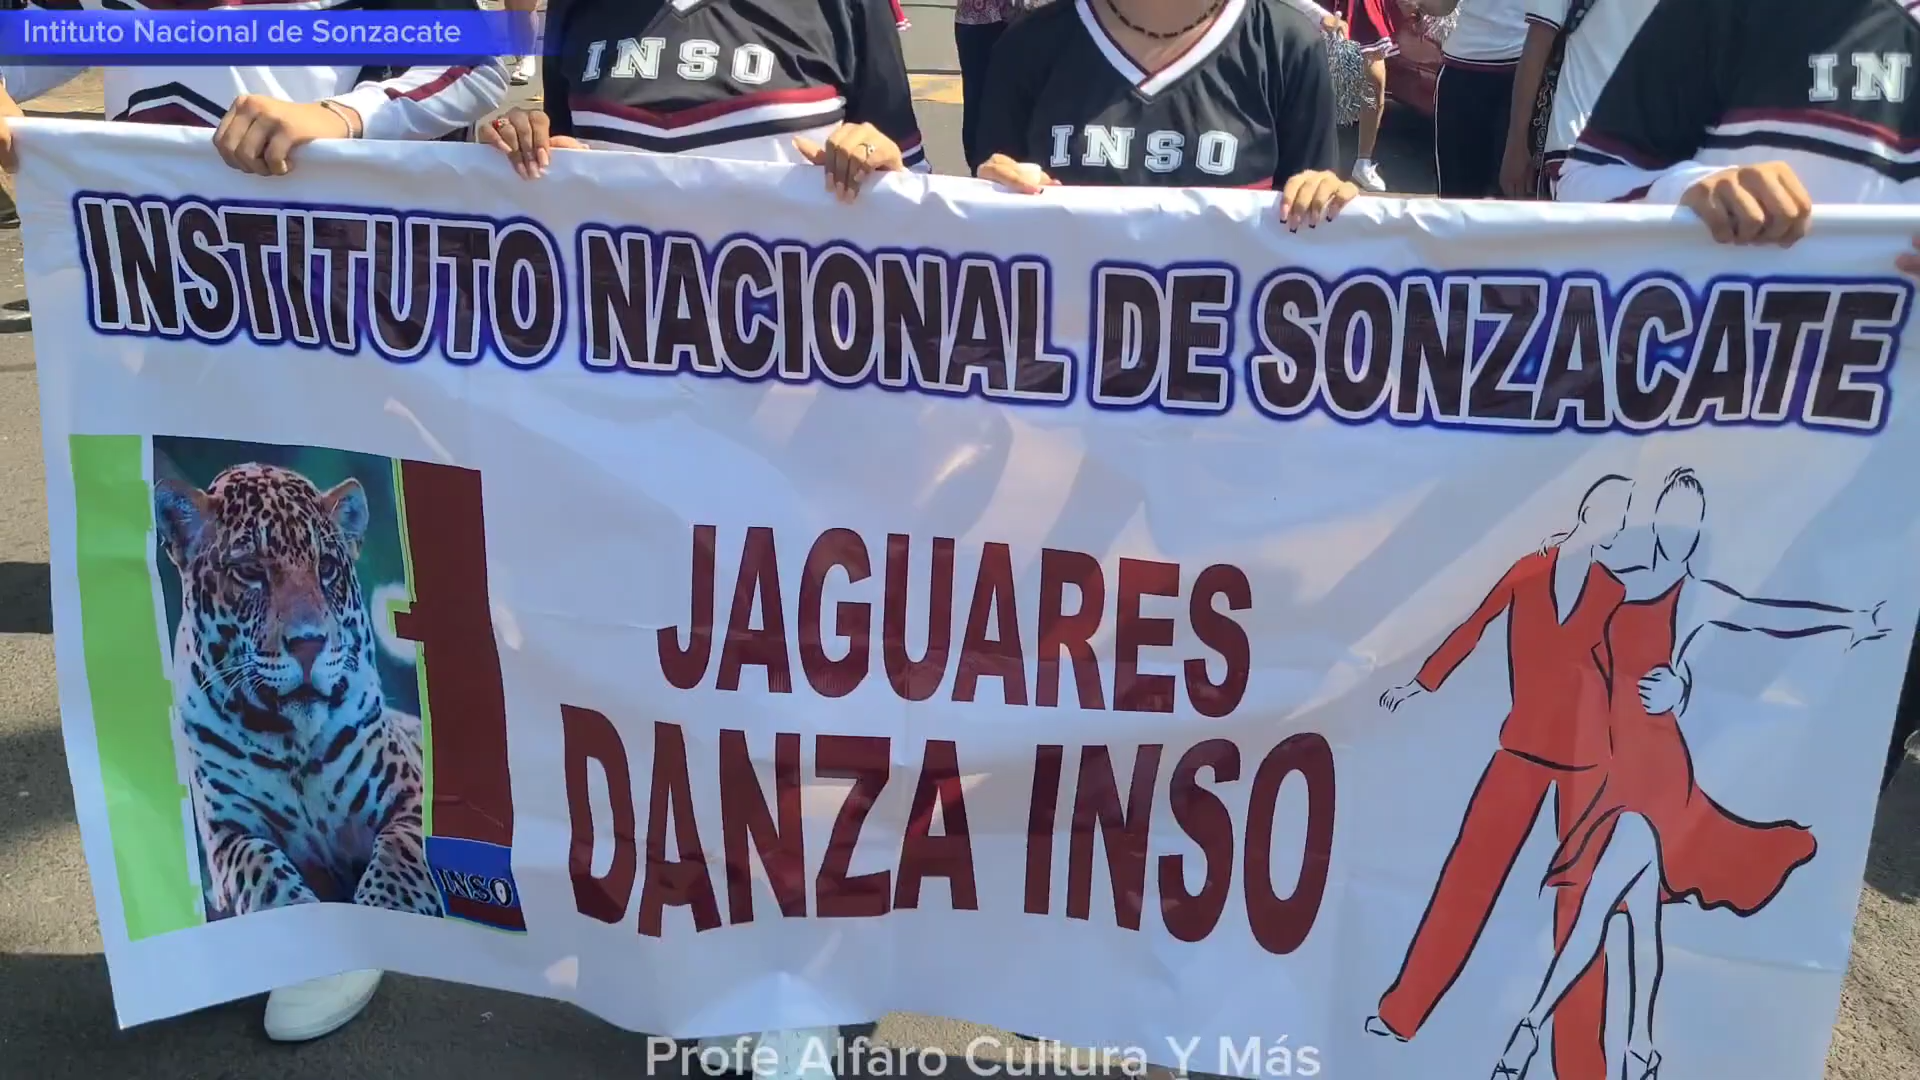 Intituto Nacional de Sonzacate
INSO
INSO
IN
INSTITUTO NACIONAL DE SONZACATE
JAGUARES
DANZA INSO
INSO
Profe Alfaro Cultura Y Más